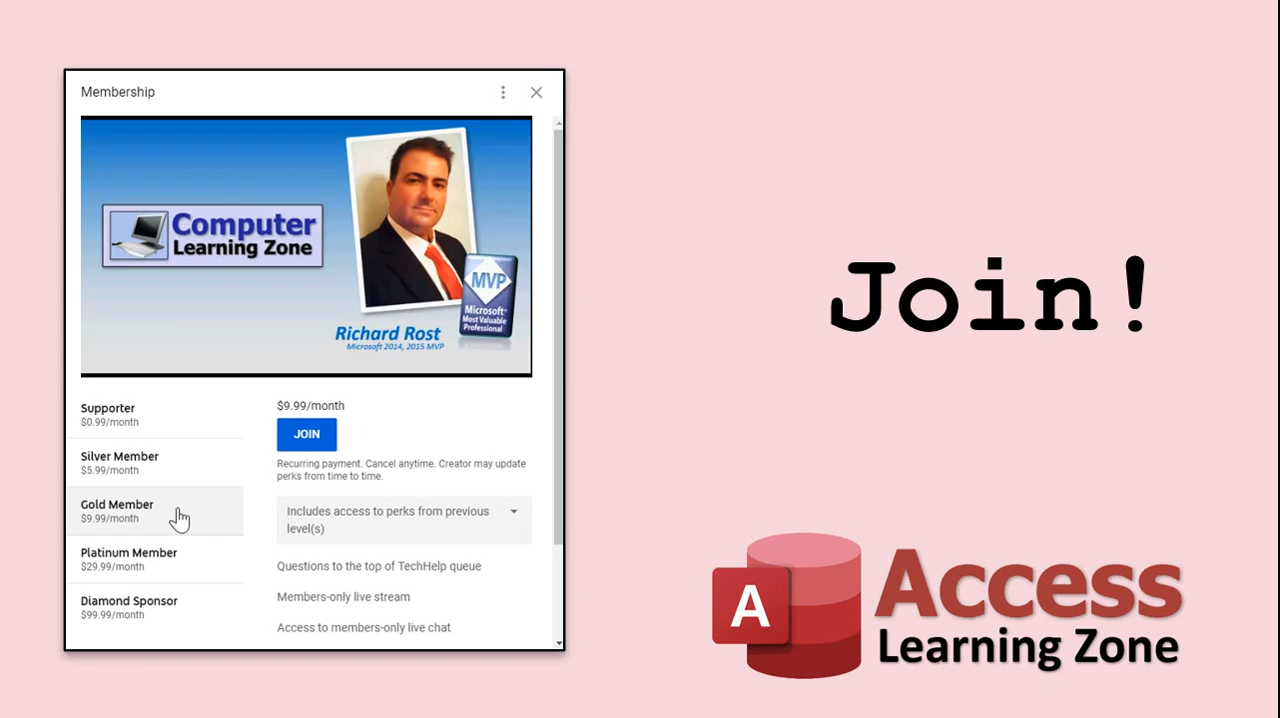 Membership
Computer
Learning Zone
MVP
Microsoft®
Most Valuable
Professional
Richard Rost
Microsoft 2014, 2015 MVP
Supporter
$0.99/month
Silver Member
$5.99/month
Gold Member
$9.99/month
Platinum Member
$29.99/month
Diamond Sponsor
$99.99/month
$9.99/month
JOIN
Recurring payment. Cancel anytime. Creator may update
perks from time to time.
Includes access to perks from previous
level(s)
Questions to the top of TechHelp queue
Members-only live stream
Access to members-only live chat
Join!
A
Access
Learning Zone